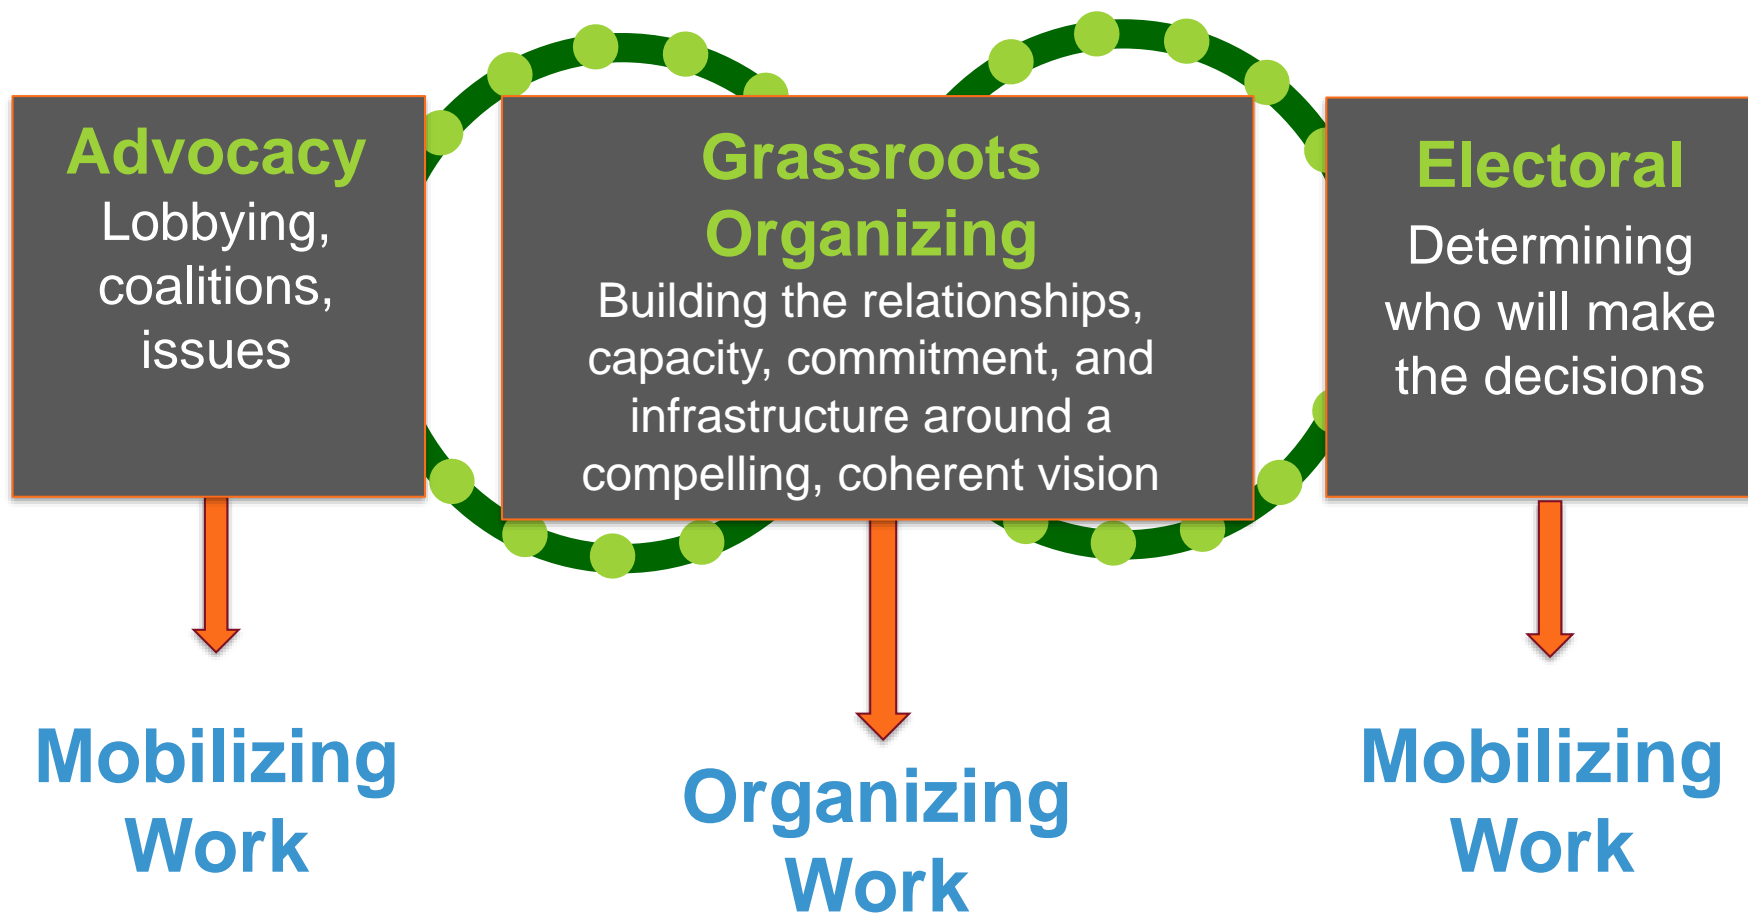 Advocacy
Lobbying,
coalitions,
issues
Grassroots
Organizing
Building the relationships,
capacity, commitment, and
infrastructure around a
compelling, coherent vision
Electoral
Determining
who will make
the decisions
Mobilizing
Work
Organizing
Work
Mobilizing
Work